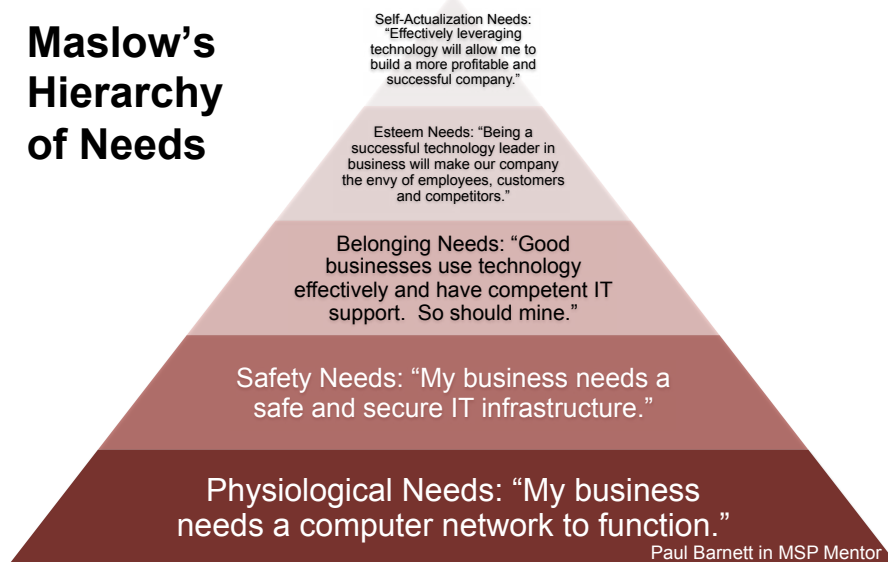 Maslow’s
Hierarchy
of Needs
Self-Actualization Needs:
“Effectively leveraging
technology will allow me to
build a more profitable and
successful company.”
Esteem Needs: “Being a
successful technology leader in
business will make our company
the envy of employees, customers
and competitors.”
Belonging Needs: “Good
businesses use technology
effectively and have competent IT
support.  So should mine.”
Safety Needs: “My business needs a
safe and secure IT infrastructure.”
Physiological Needs: “My business
needs a computer network to function.”
Paul Barnett in MSP Mentor